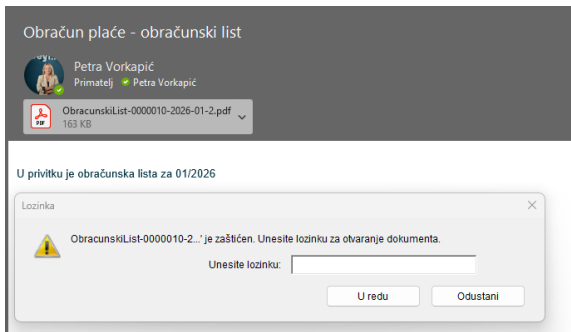 Obračun plaće - obračunski list
Petra Vorkapić
Primatelj Petra Vorkapić
ObracunskiList-0000010-2026-01-2.pdf
163 KB
PDF
U privitku je obračunska lista za 01/2026
Lozinka
ObracunskiList-0000010-2...' je zaštićen. Unesite lozinku za otvaranje dokumenta.
Unesite lozinku:
U redu
Odustani